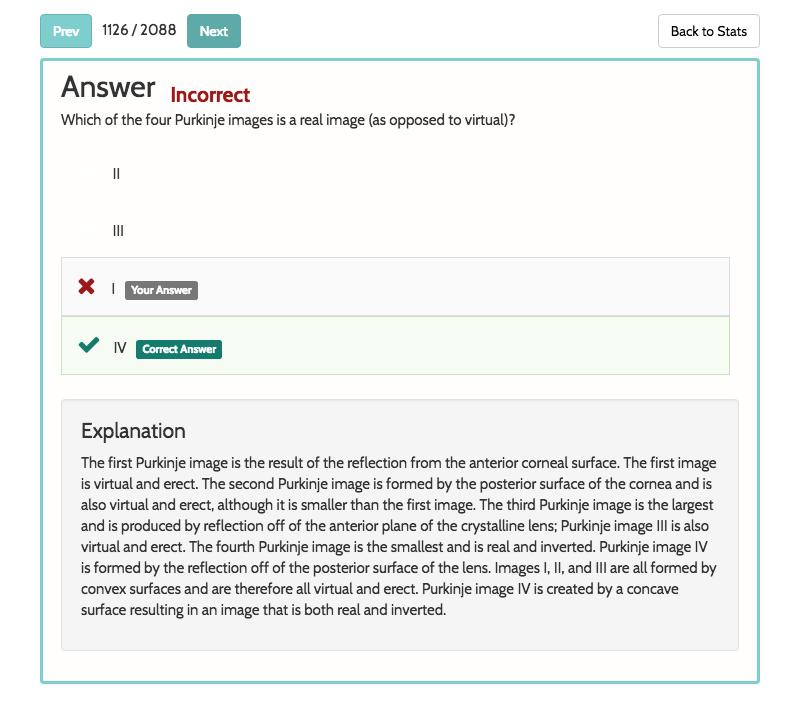 Prev 1126 / 2088 Next Back to Stats
Answer Incorrect
Which of the four Purkinje images is a real image (as opposed to virtual)?
II
III
I Your Answer
IV Correct Answer
Explanation
The first Purkinje image is the result of the reflection from the anterior corneal surface. The first image
is virtual and erect. The second Purkinje image is formed by the posterior surface of the cornea and is
also virtual and erect, although it is smaller than the first image. The third Purkinje image is the largest
and is produced by reflection off of the anterior plane of the crystalline lens; Purkinje image III is also
virtual and erect. The fourth Purkinje image is the smallest and is real and inverted. Purkinje image IV
is formed by the reflection off of the posterior surface of the lens. Images I, II, and III are all formed by
convex surfaces and are therefore all virtual and erect. Purkinje image IV is created by a concave
surface resulting in an image that is both real and inverted.